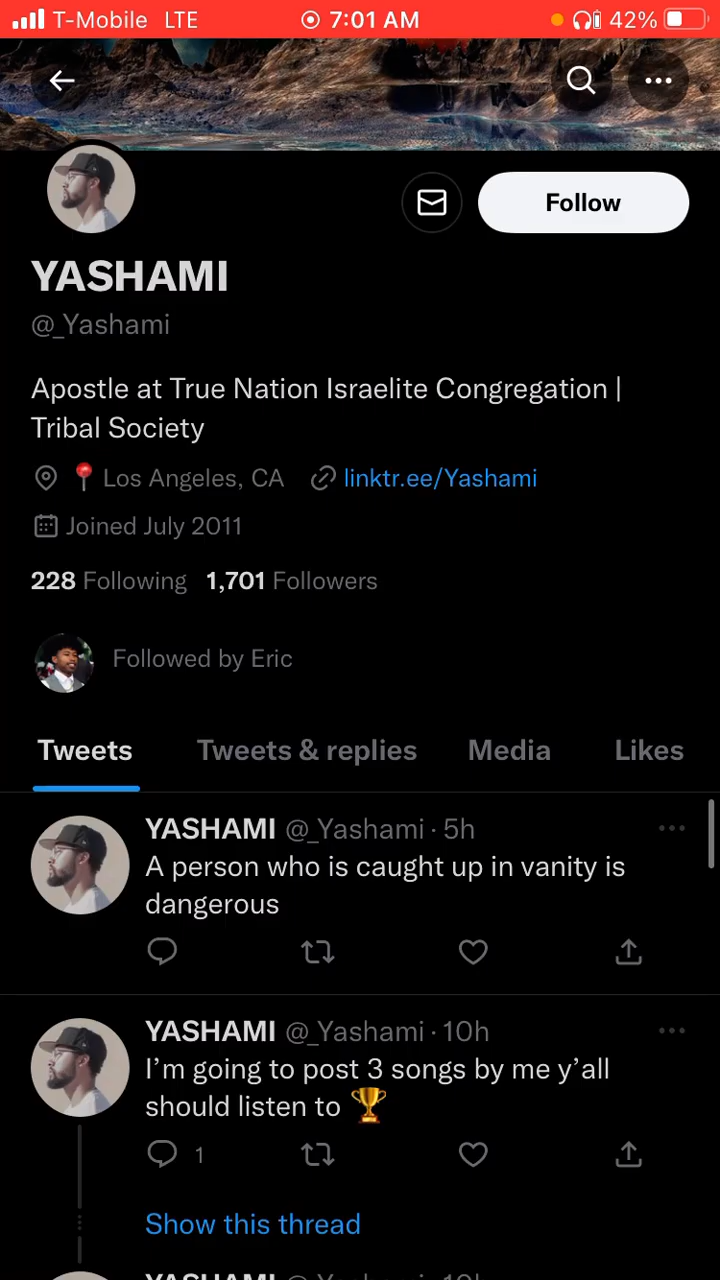 T-Mobile LTE 7:01 AM 42%
Follow
YASHAMI
@_Yashami
Apostle at True Nation Israelite Congregation |
Tribal Society
📍 Los Angeles, CA linktr.ee/Yashami
Joined July 2011
228 Following 1,701 Followers
Followed by Eric
Tweets Tweets & replies Media Likes
YASHAMI @_Yashami · 5h
A person who is caught up in vanity is
dangerous
YASHAMI @_Yashami · 10h
I’m going to post 3 songs by me y’all
should listen to 🏆
1
Show this thread
YASHAMI @_Yashami · 10h